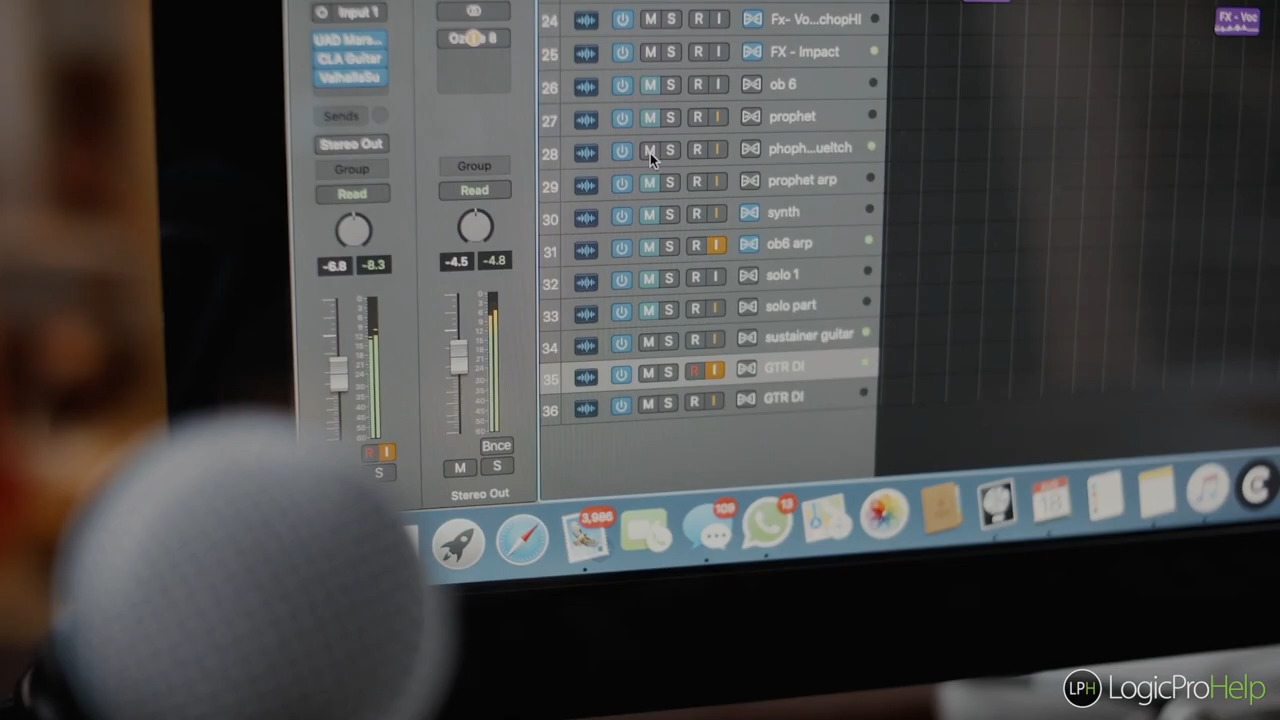 Input 1
UAD Mara...
CLA Guitar
ValhallaSu
Sends
Stereo Out
Group
Read
-6.8 -8.3
R I
S
Group
Read
-4.5 -4.8
Bnce
M S
Stereo Out
24 M S R I Fx- Vo...chopHI
25 M S R I FX - Impact
26 M S R I ob 6
27 M S R I prophet
28 M S R I phoph...ueltch
29 M S R I prophet arp
30 M S R I synth
31 M S R I ob6 arp
32 M S R I solo 1
33 M S R I solo part
34 M S R I sustainer guitar
35 M S R I GTR DI
36 M S R I GTR DI
FX - Voc
3,986
109
13
18
LPH LogicProHelp